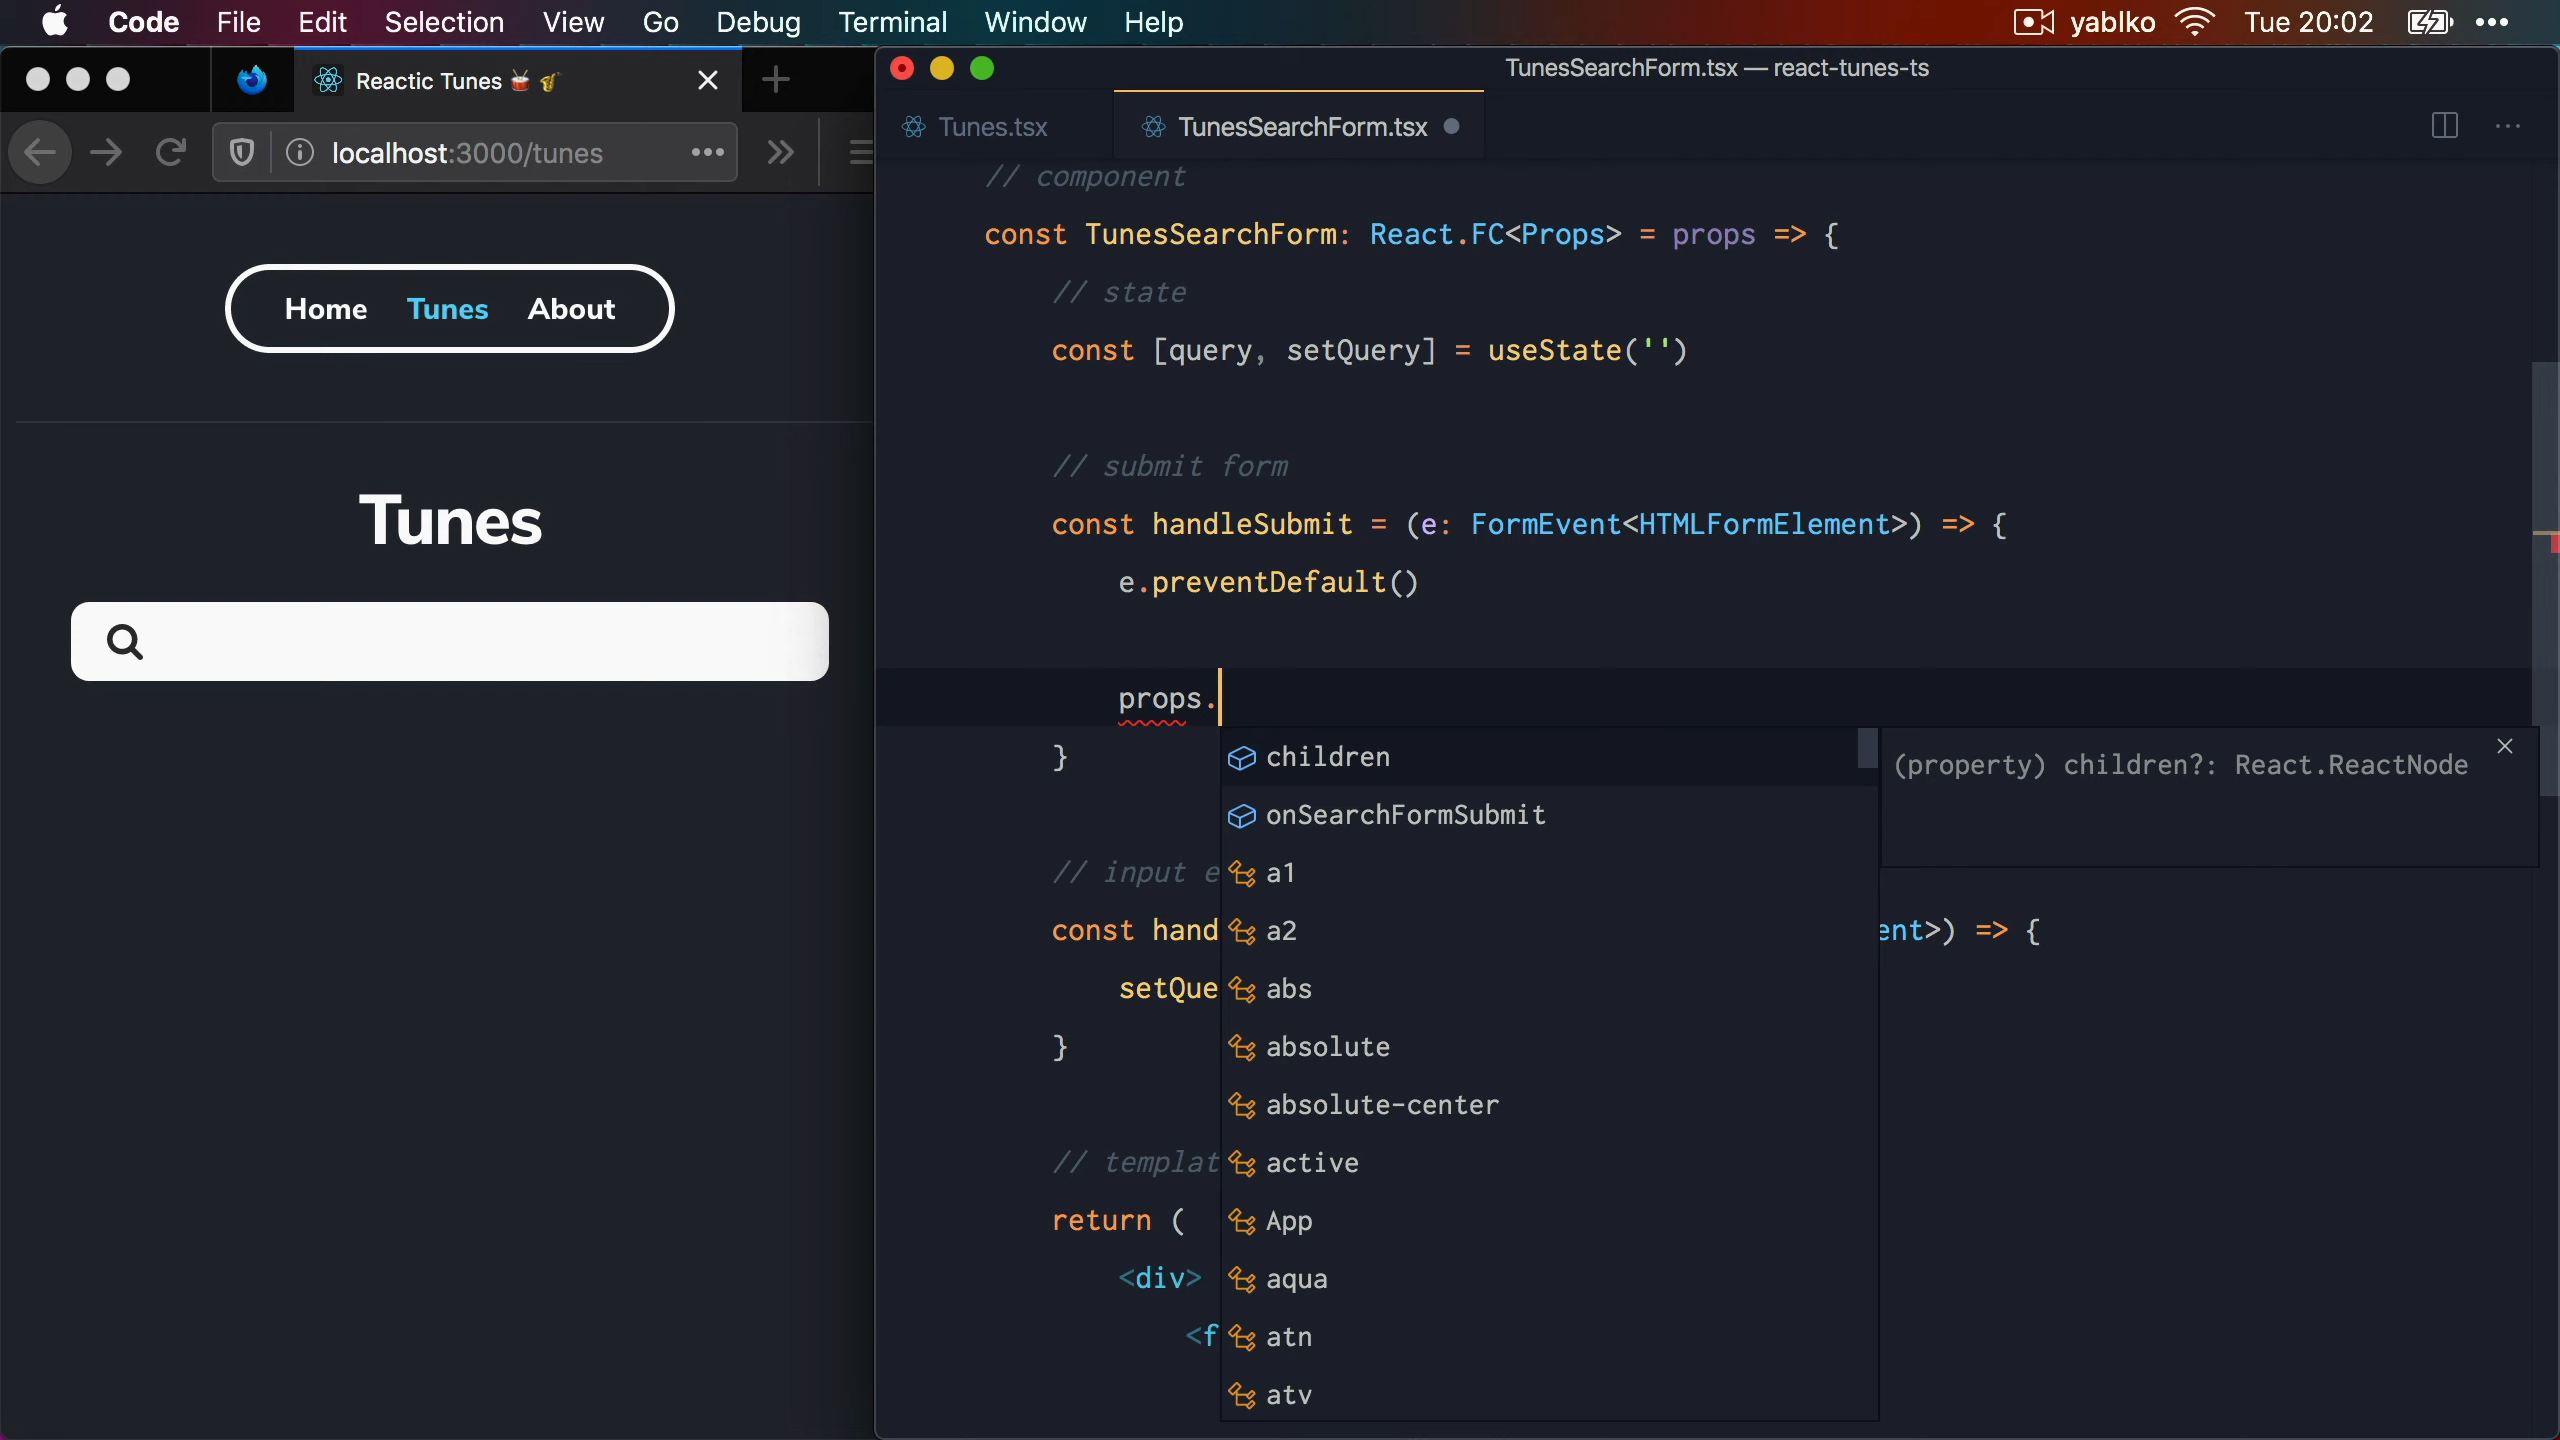 Code File Edit Selection View Go Debug Terminal Window Help yablko Tue 20:02
Reactic Tunes
localhost:3000/tunes
Home Tunes About
Tunes
TunesSearchForm.tsx — react-tunes-ts
Tunes.tsx TunesSearchForm.tsx
// component
const TunesSearchForm: React.FC<Props> = props => {
// state
const [query, setQuery] = useState('')
// submit form
const handleSubmit = (e: FormEvent<HTMLFormElement>) => {
e.preventDefault()
props.
}
children
(property) children?: React.ReactNode
onSearchFormSubmit
// input e
a1
const hand
a2
ent>) => {
setQue
abs
}
absolute
absolute-center
// templat
active
return (
App
<div>
aqua
<f
atn
atv